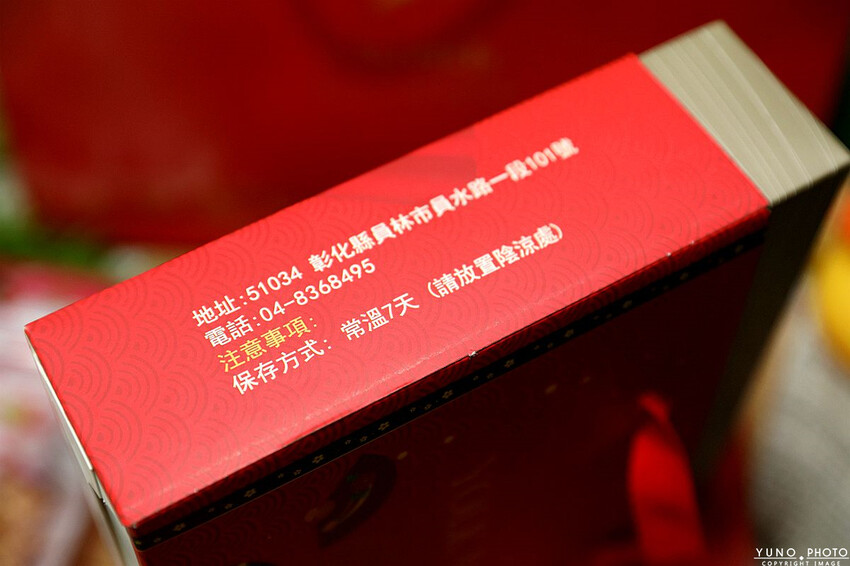 地址:51034 彰化縣員林市員水路一段101號
電話:04-8368495
注意事項:
保存方式: 常溫7天 (請放置陰涼處)
YUNO PHOTO
COPYRIGHT IMAGE